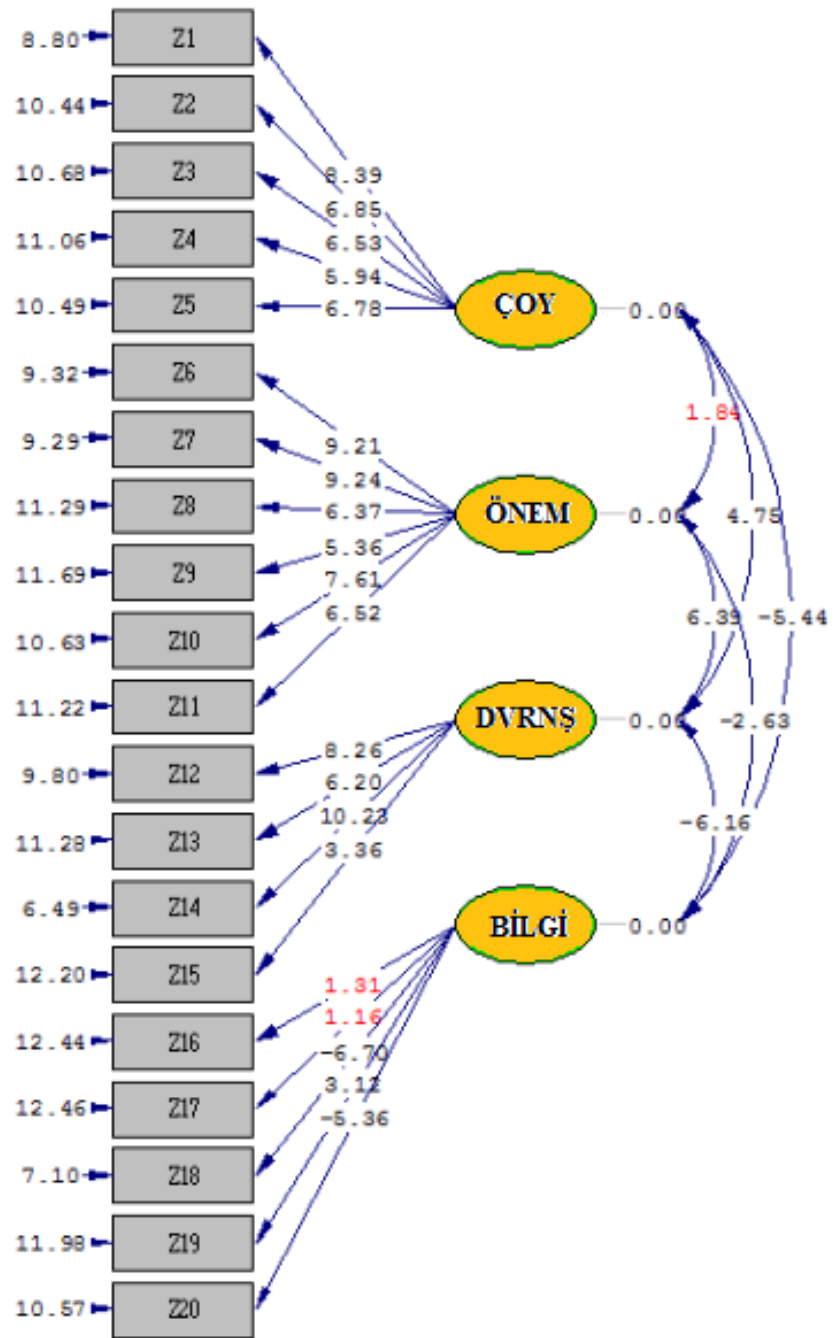 8.80 Z1
10.44 Z2
10.68 Z3
11.06 Z4
10.49 Z5
9.32 Z6
9.29 Z7
11.29 Z8
11.69 Z9
10.63 Z10
11.22 Z11
9.80 Z12
11.28 Z13
6.49 Z14
12.20 Z15
12.44 Z16
12.46 Z17
7.10 Z18
11.98 Z19
10.57 Z20
8.39
6.85
6.53
5.94
6.78
9.21
9.24
6.37
5.36
7.61
6.52
8.26
6.20
10.23
3.36
1.31
1.16
-6.70
3.12
-5.36
ÇOY 0.00
ÖNEM 0.00
DVRNŞ 0.00
BİLGİ 0.00
1.84
4.75
6.39 -5.44
-2.63
-6.16